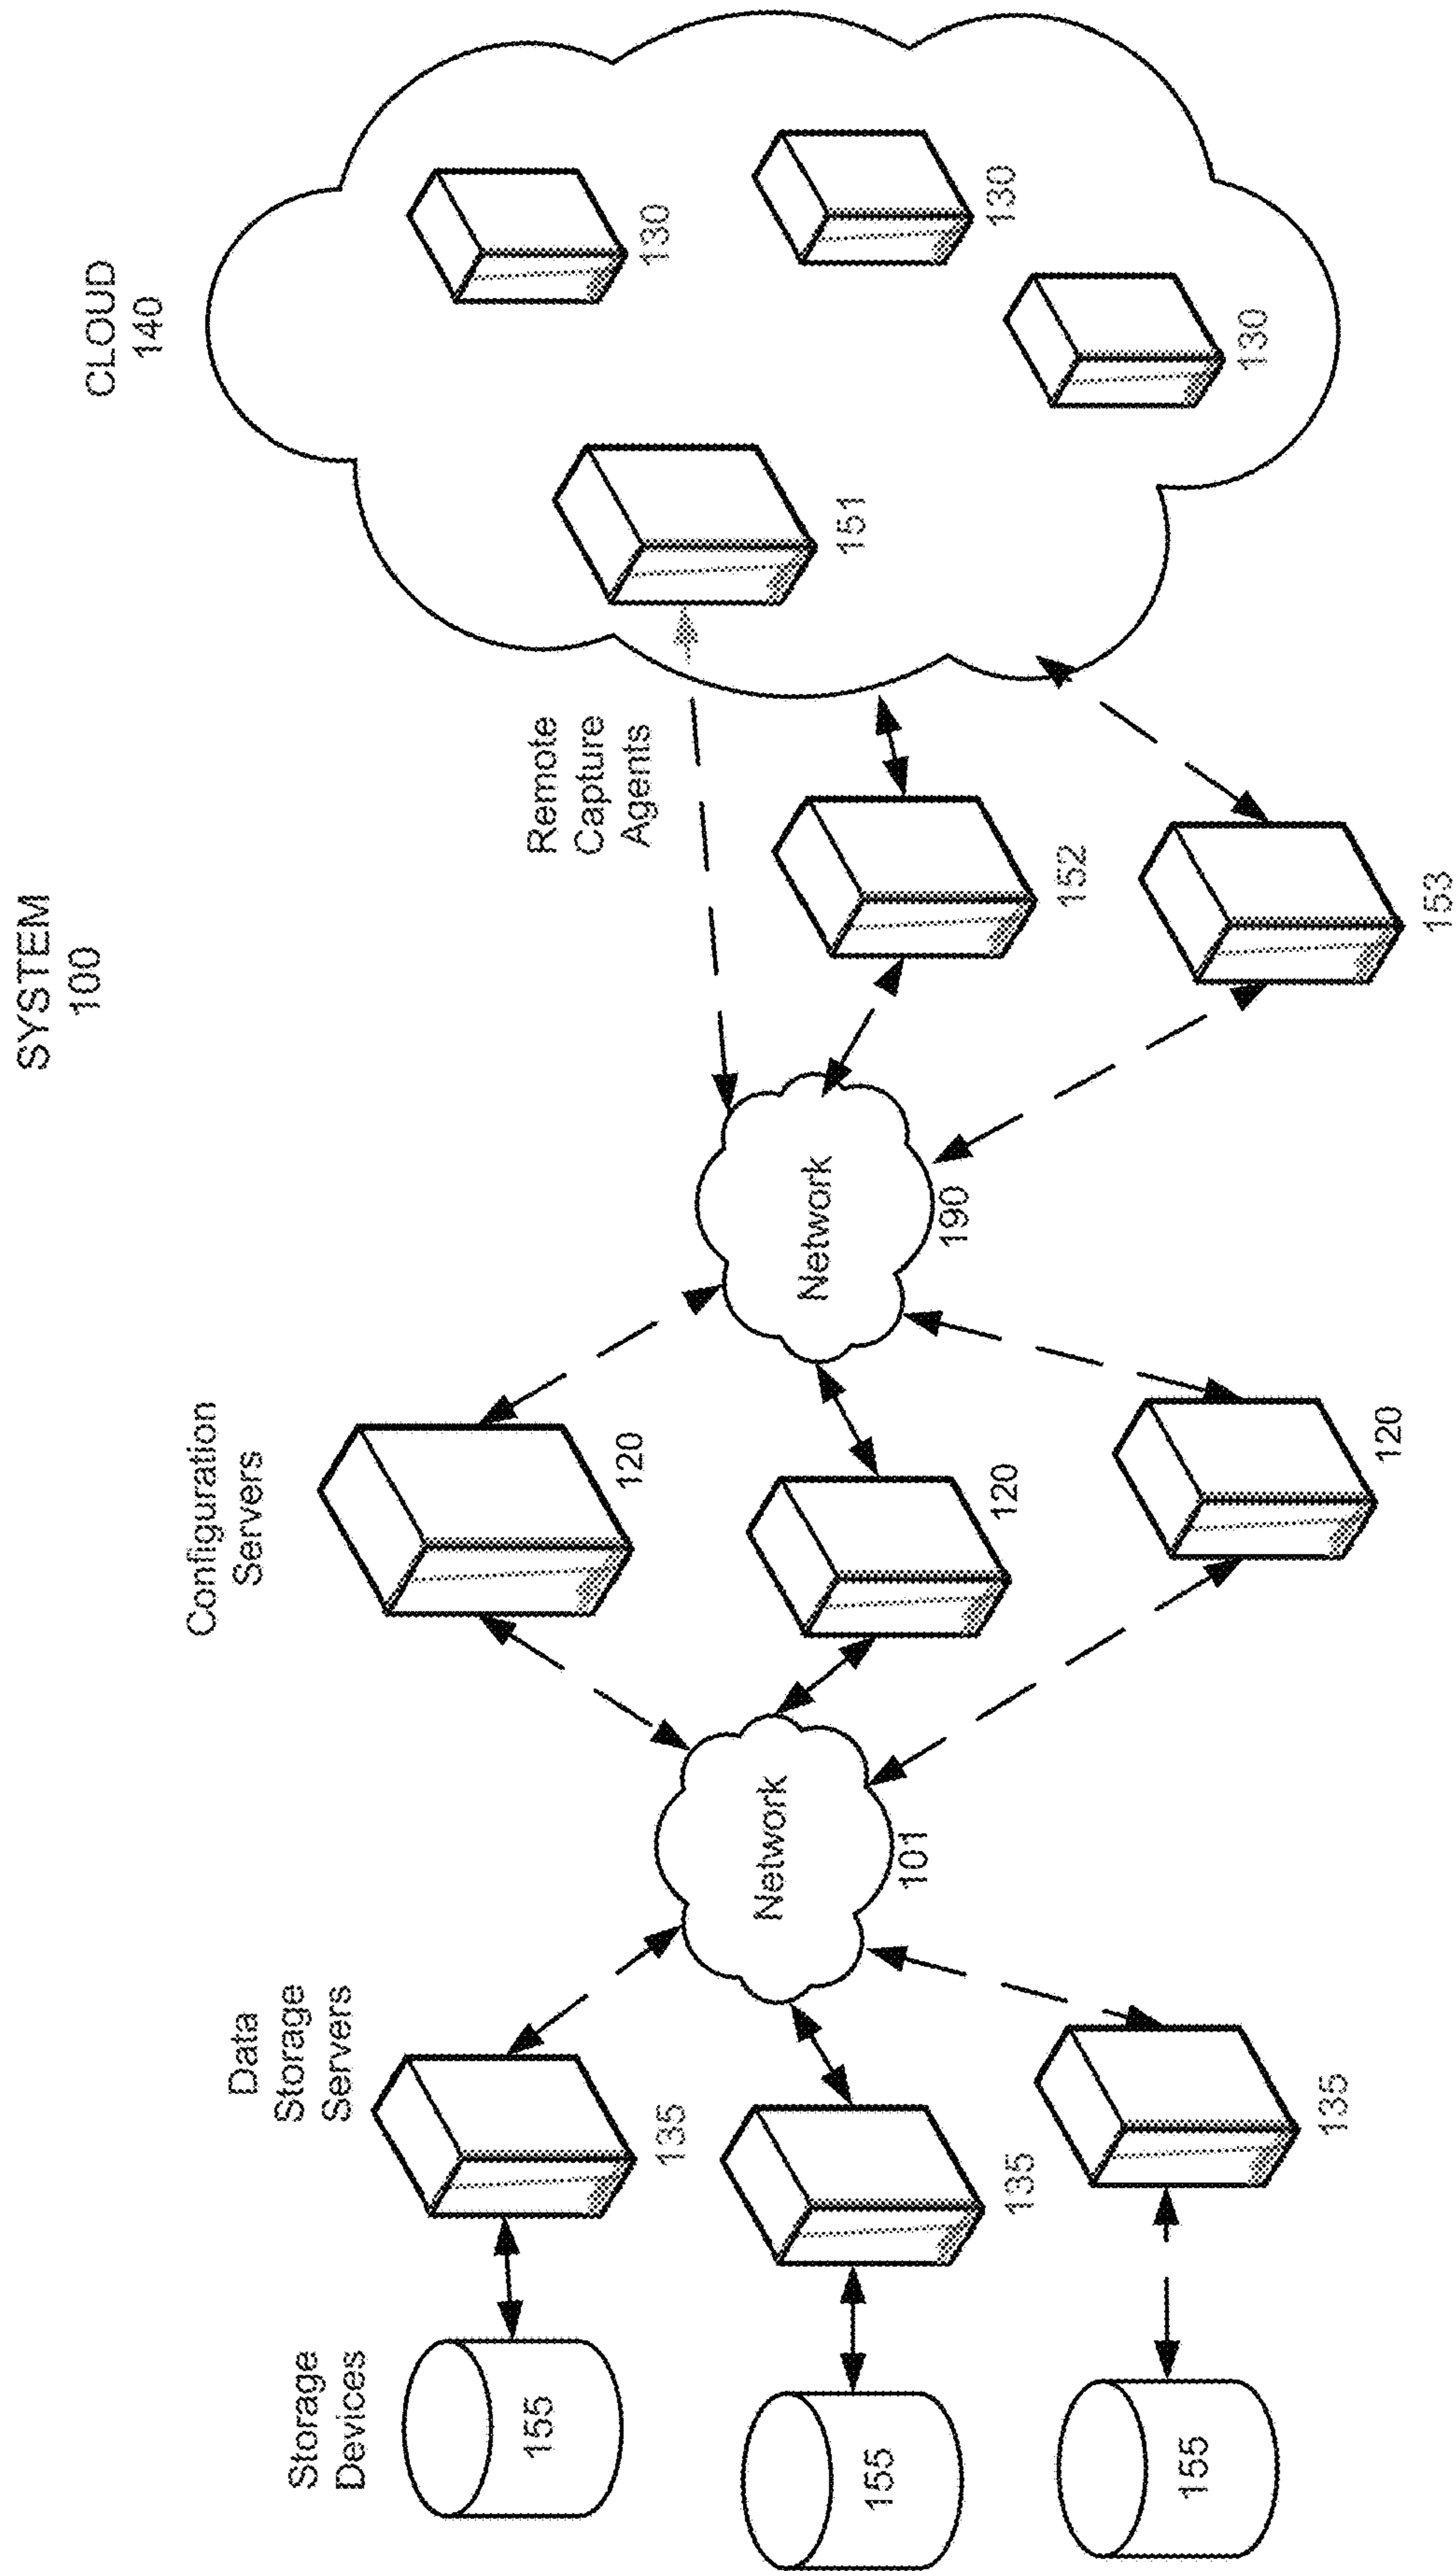 SYSTEM
100
Storage
Devices
155
155
155
Data
Storage
Servers
135
135
135
Network
101
Configuration
Servers
120
120
120
Network
190
Remote
Capture
Agents
152
153
CLOUD
140
151
130
130
130